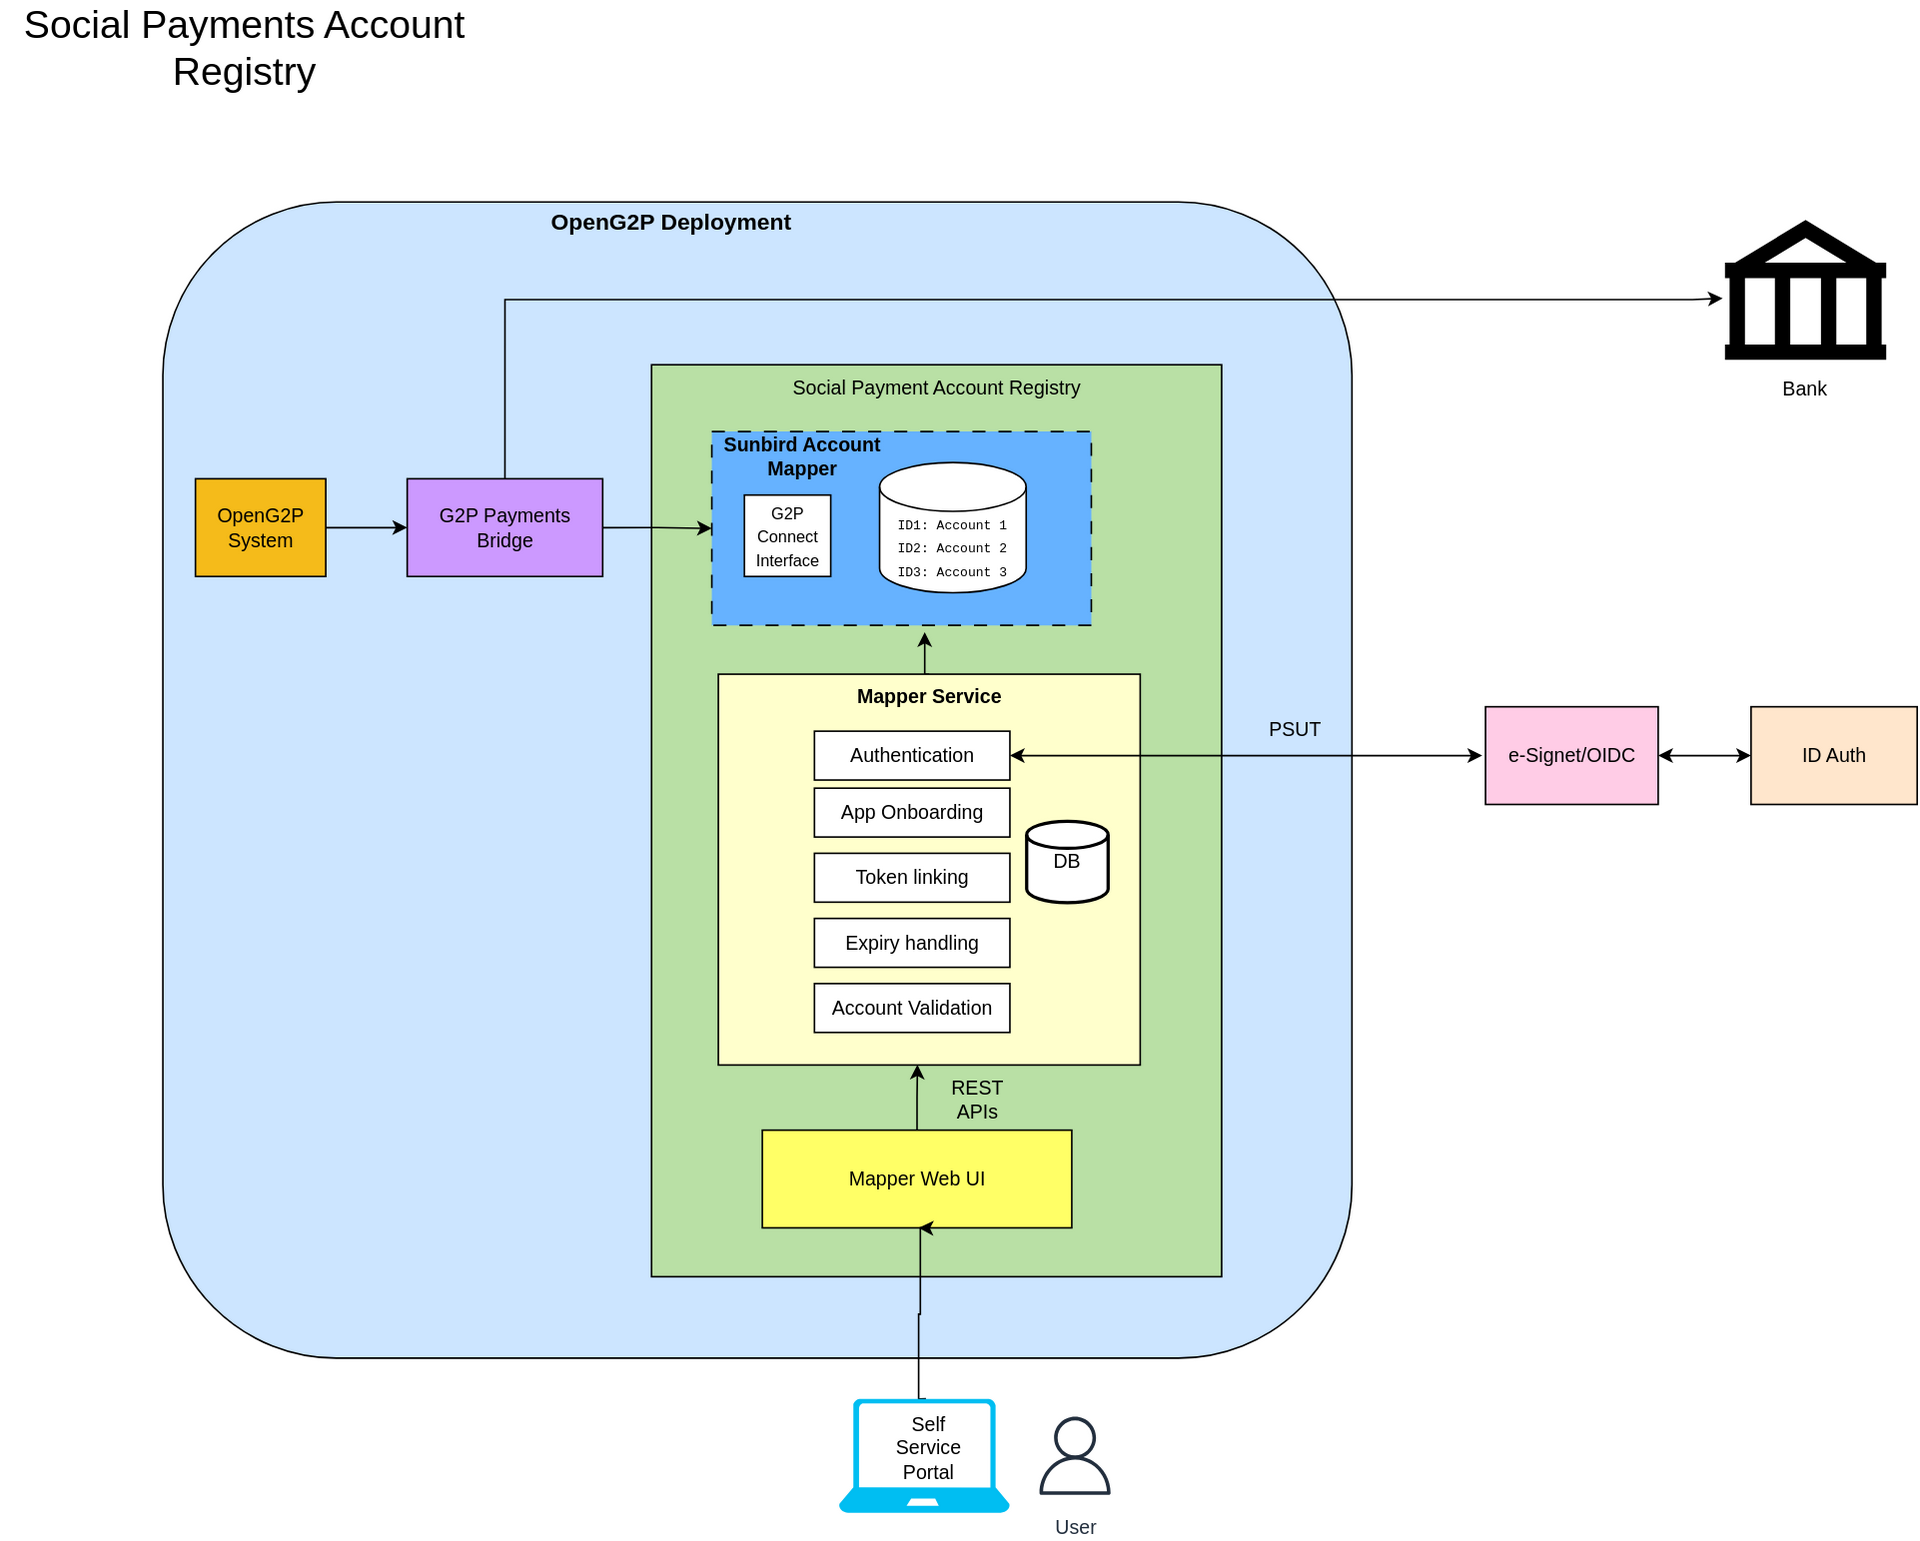 Social Payments Account
Registry
OpenG2P Deployment
Bank
Social Payment Account Registry
Sunbird Account
Mapper
OpenG2P
System
G2P Payments
Bridge
G2P
Connect
Interface
ID1: Account 1
ID2: Account 2
ID3: Account 3
Mapper Service
Authentication
App Onboarding
Token linking
Expiry handling
Account Validation
DB
PSUT
e-Signet/OIDC
ID Auth
REST
APIs
Mapper Web UI
Self
Service
Portal
User